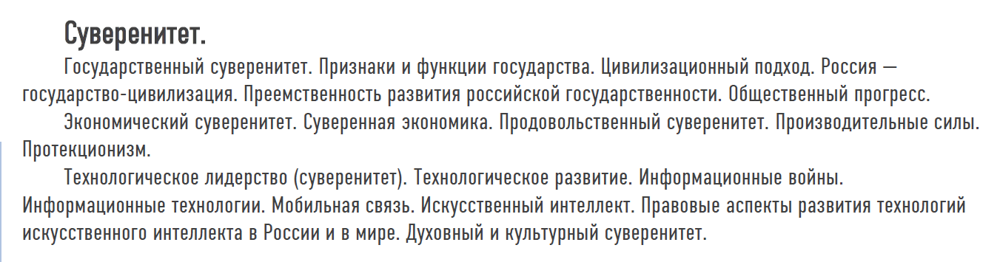 Суверенитет.
Государственный суверенитет. Признаки и функции государства. Цивилизационный подход. Россия —
государство-цивилизация. Преемственность развития российской государственности. Общественный прогресс.
Экономический суверенитет. Суверенная экономика. Продовольственный суверенитет. Производительные силы.
Протекционизм.
Технологическое лидерство (суверенитет). Технологическое развитие. Информационные войны.
Информационные технологии. Мобильная связь. Искусственный интеллект. Правовые аспекты развития технологий
искусственного интеллекта в России и в мире. Духовный и культурный суверенитет.